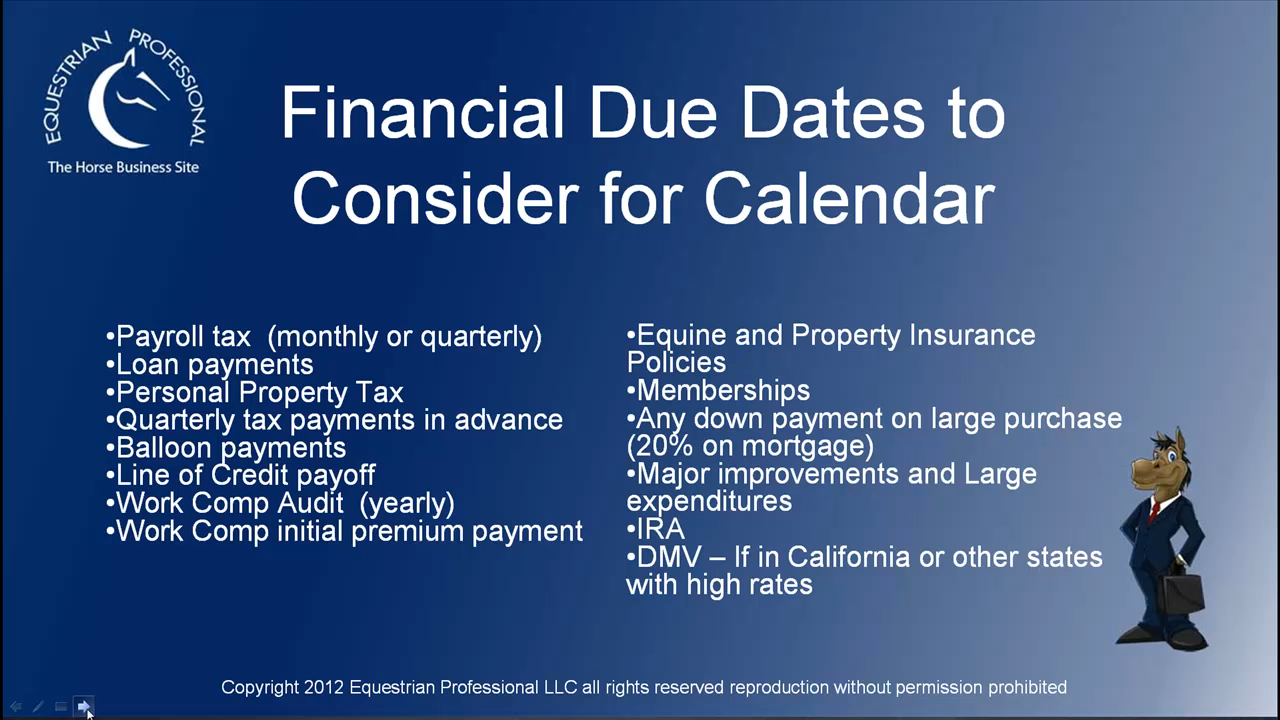 EQUESTRIAN PROFESSIONAL
The Horse Business Site
Financial Due Dates to
Consider for Calendar
•Payroll tax  (monthly or quarterly)
•Loan payments
•Personal Property Tax
•Quarterly tax payments in advance
•Balloon payments
•Line of Credit payoff
•Work Comp Audit  (yearly)
•Work Comp initial premium payment
•Equine and Property Insurance
Policies
•Memberships
•Any down payment on large purchase
(20% on mortgage)
•Major improvements and Large
expenditures
•IRA
•DMV – If in California or other states
with high rates
Copyright 2012 Equestrian Professional LLC all rights reserved reproduction without permission prohibited